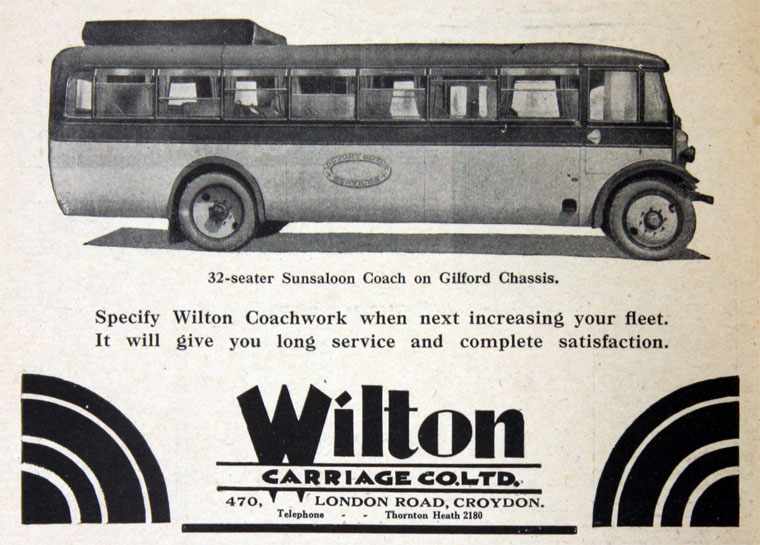 SERVICES
32-seater Sunsaloon Coach on Gilford Chassis.
Specify Wilton Coachwork when next increasing your fleet.
It will give you long service and complete satisfaction.
Wilton
CARRIAGE CO. LTD.
470, LONDON ROAD, CROYDON.
Telephone - - Thornton Heath 2180